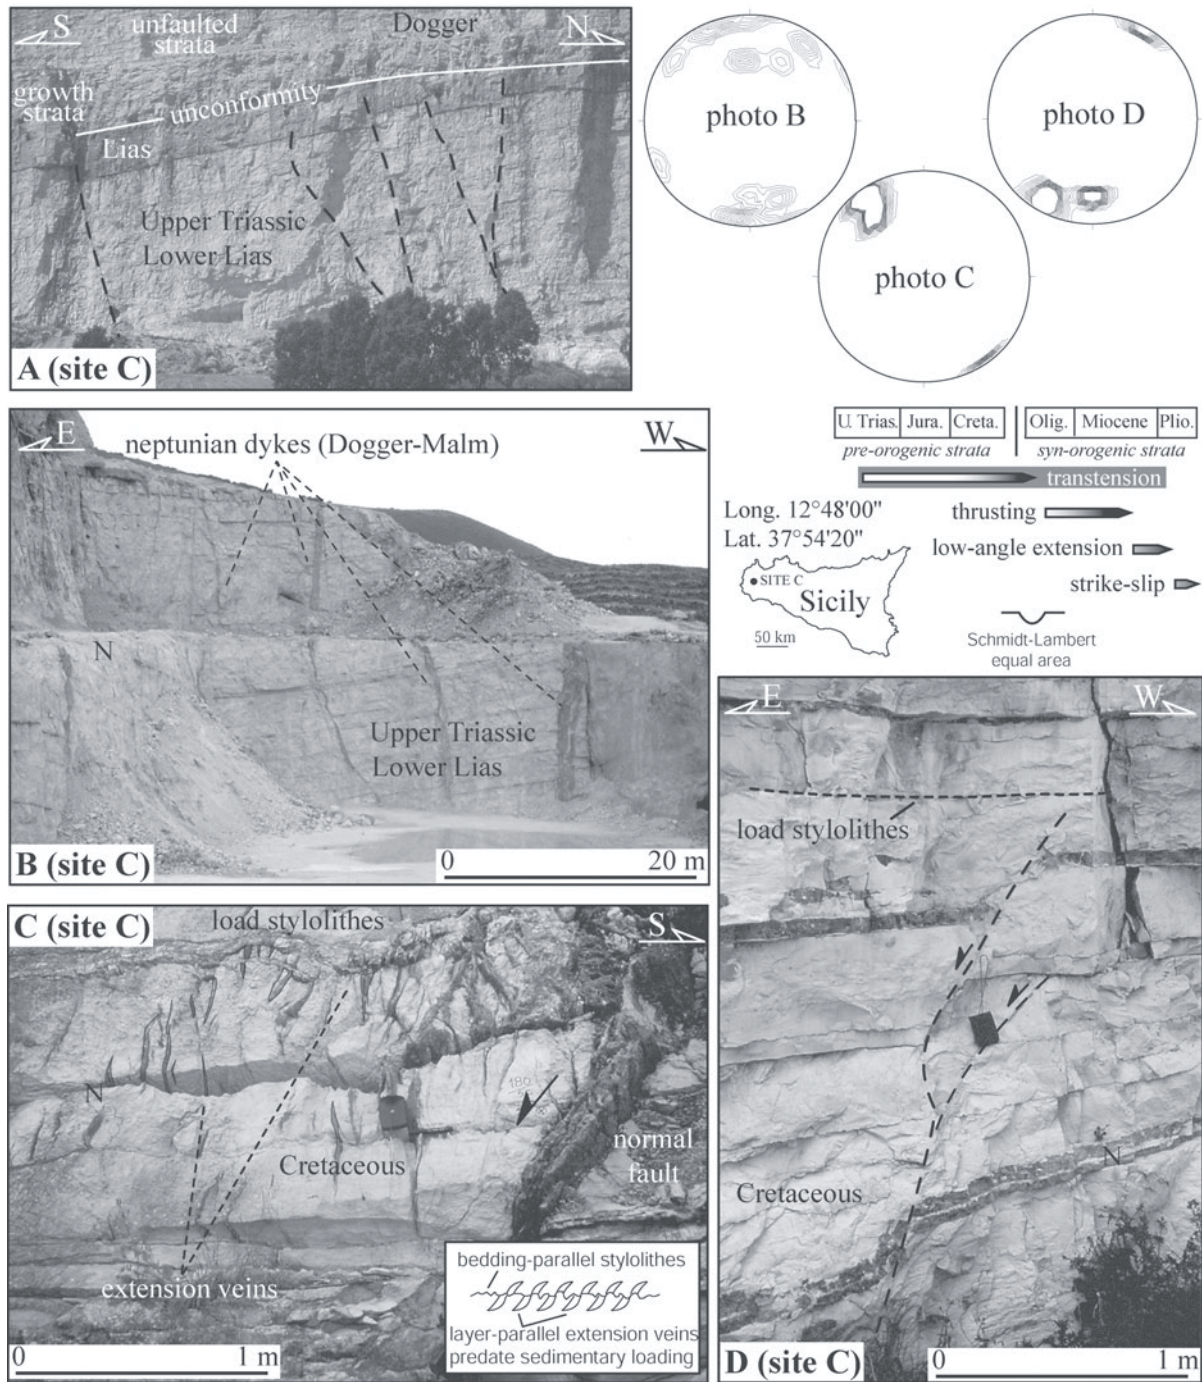 S
unfaulted
strata
Dogger
N
growth
strata
unconformity
Lias
Upper Triassic
Lower Lias
A (site C)
photo B
photo D
photo C
E
neptunian dykes (Dogger-Malm)
W
N
Upper Triassic
Lower Lias
B (site C)
0 20 m
U. Trias. Jura. Creta. Olig. Miocene Plio.
pre-orogenic strata syn-orogenic strata
transtension
Long. 12°48'00"
Lat. 37°54'20"
thrusting
low-angle extension
strike-slip
SITE C
Sicily
50 km
Schmidt-Lambert
equal area
C (site C)
load stylolithes
S
N
180
Cretaceous
normal
fault
extension veins
bedding-parallel stylolithes
layer-parallel extension veins
predate sedimentary loading
0 1 m
E
W
load stylolithes
N
Cretaceous
D (site C)
0 1 m